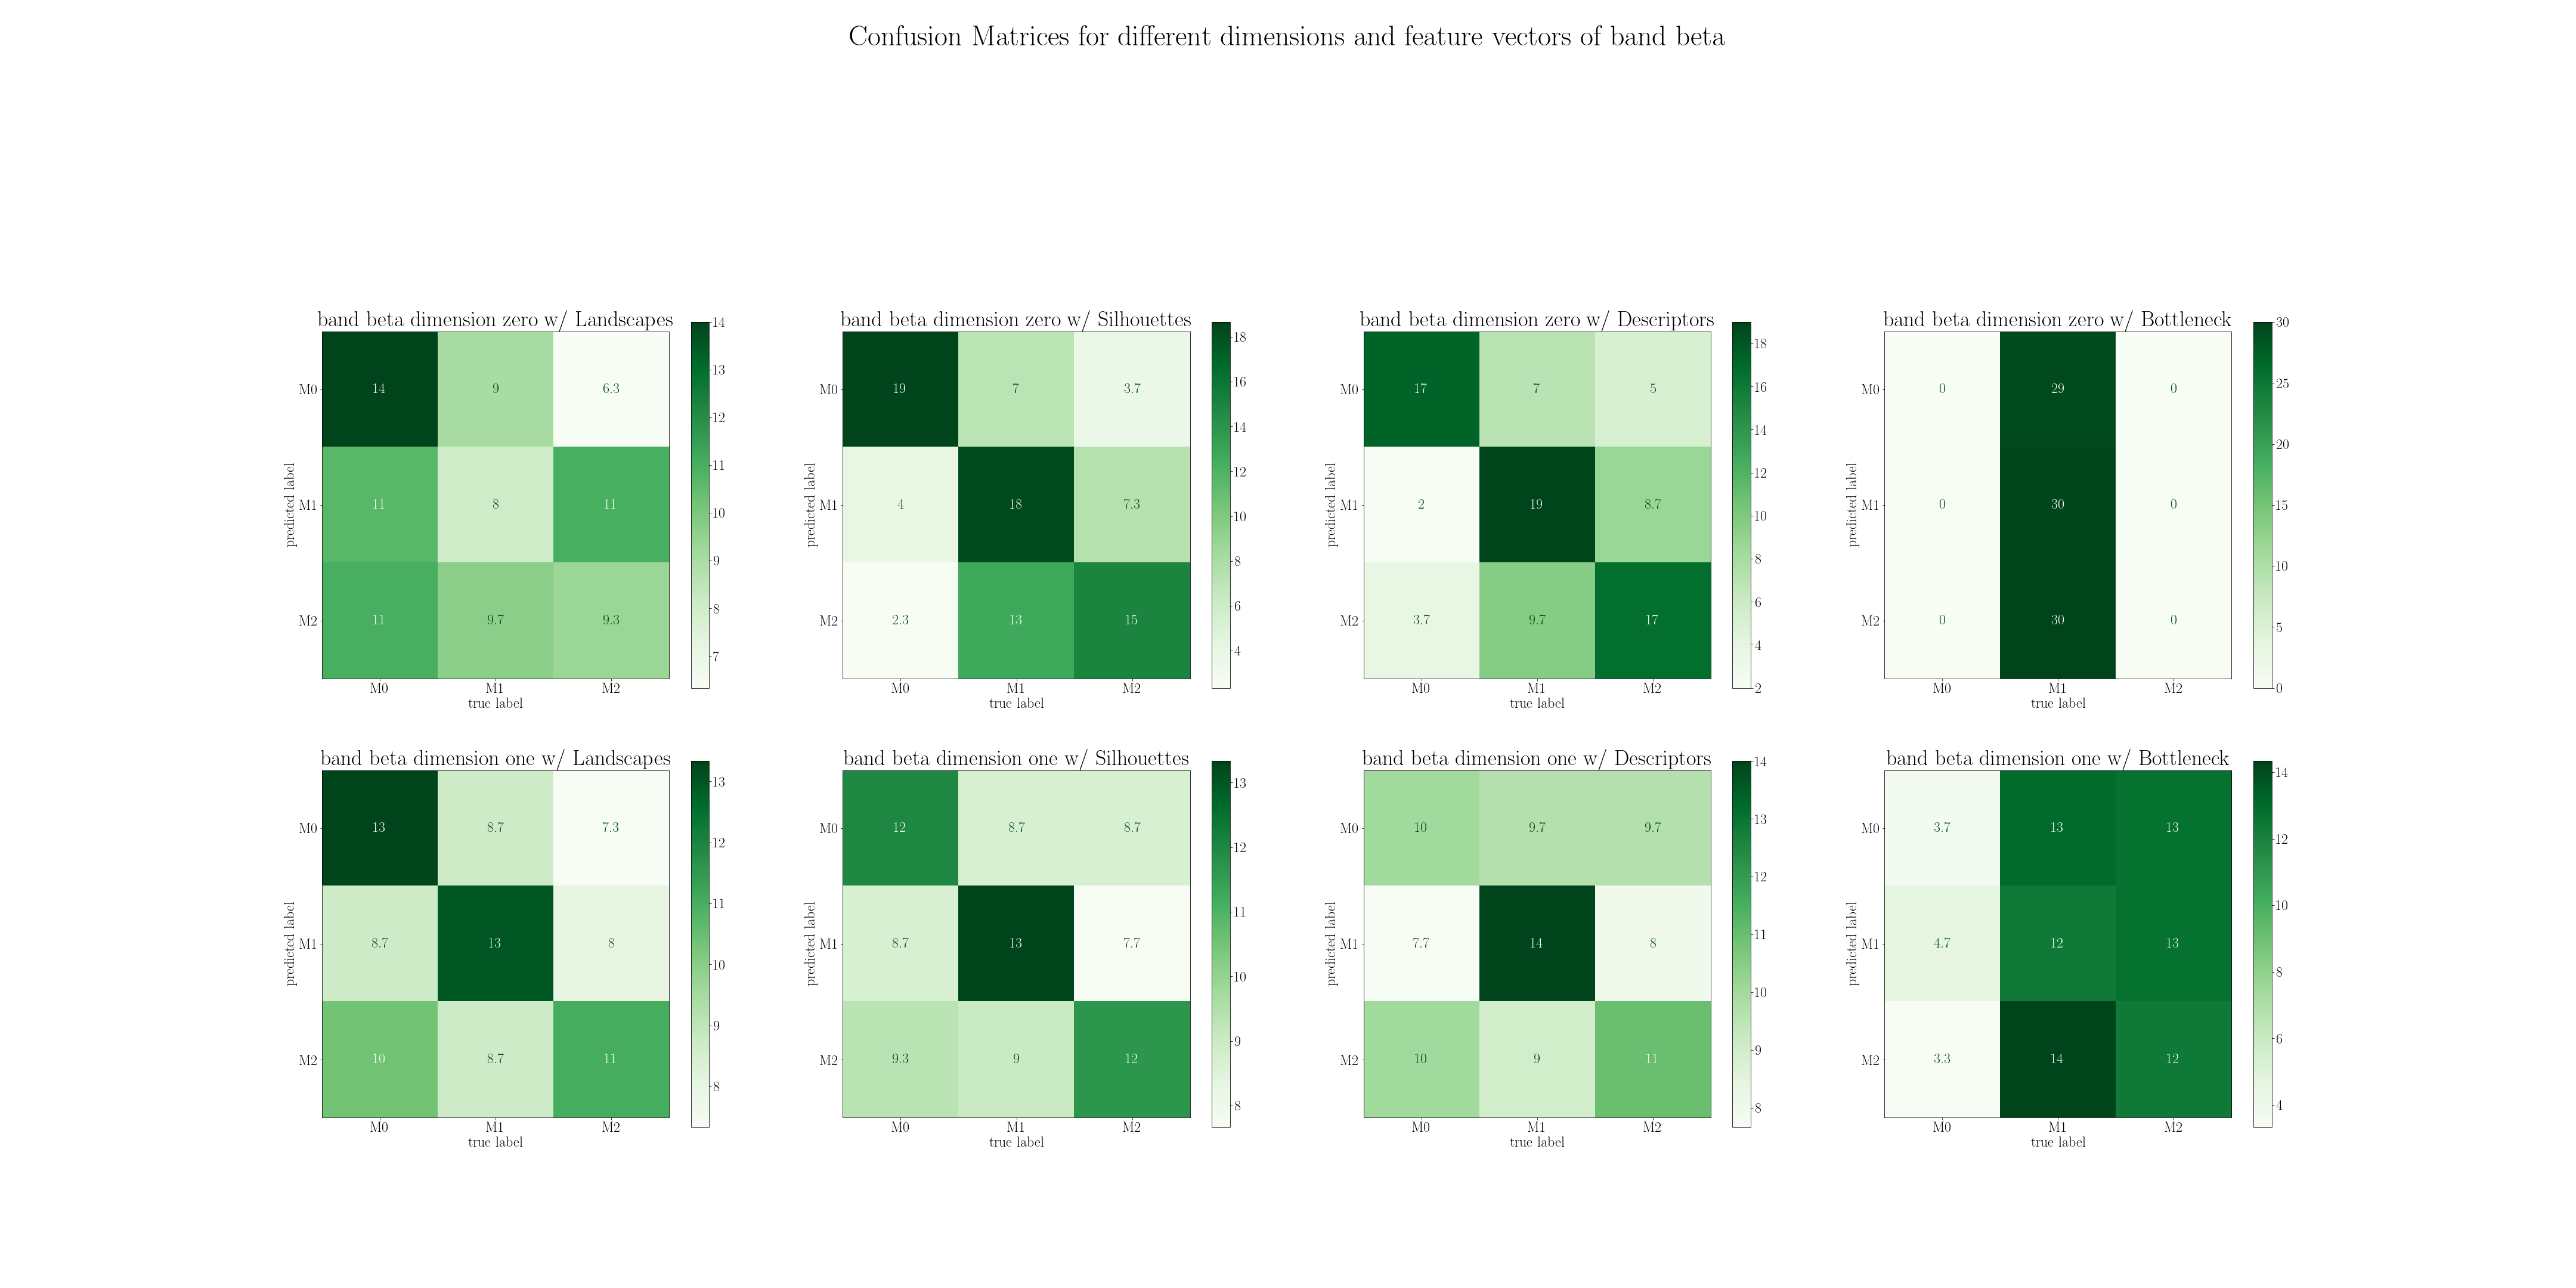 Confusion Matrices for different dimensions and feature vectors of band beta
band beta dimension zero w/ Landscapes
predicted label
M0 14 9 6.3
M1 11 8 11
M2 11 9.7 9.3
M0 M1 M2
true label
14
13
12
11
10
9
8
7
band beta dimension zero w/ Silhouettes
predicted label
M0 19 7 3.7
M1 4 18 7.3
M2 2.3 13 15
M0 M1 M2
true label
18
16
14
12
10
8
6
4
band beta dimension zero w/ Descriptors
predicted label
M0 17 7 5
M1 2 19 8.7
M2 3.7 9.7 17
M0 M1 M2
true label
18
16
14
12
10
8
6
4
2
band beta dimension zero w/ Bottleneck
predicted label
M0 0 29 0
M1 0 30 0
M2 0 30 0
M0 M1 M2
true label
30
25
20
15
10
5
0
band beta dimension one w/ Landscapes
predicted label
M0 13 8.7 7.3
M1 8.7 13 8
M2 10 8.7 11
M0 M1 M2
true label
13
12
11
10
9
8
band beta dimension one w/ Silhouettes
predicted label
M0 12 8.7 8.7
M1 8.7 13 7.7
M2 9.3 9 12
M0 M1 M2
true label
13
12
11
10
9
8
band beta dimension one w/ Descriptors
predicted label
M0 10 9.7 9.7
M1 7.7 14 8
M2 10 9 11
M0 M1 M2
true label
14
13
12
11
10
9
8
band beta dimension one w/ Bottleneck
predicted label
M0 3.7 13 13
M1 4.7 12 13
M2 3.3 14 12
M0 M1 M2
true label
14
12
10
8
6
4